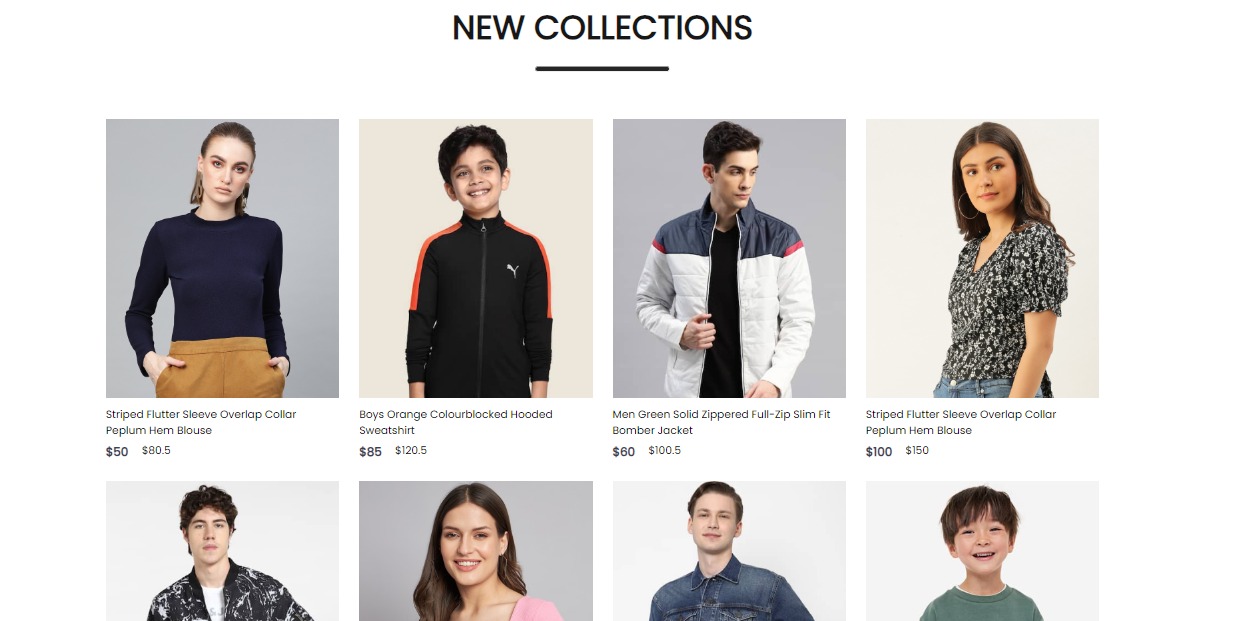 NEW COLLECTIONS
Striped Flutter Sleeve Overlap Collar
Peplum Hem Blouse
$50 $80.5
Boys Orange Colourblocked Hooded
Sweatshirt
$85 $120.5
Men Green Solid Zippered Full-Zip Slim Fit
Bomber Jacket
$60 $100.5
Striped Flutter Sleeve Overlap Collar
Peplum Hem Blouse
$100 $150